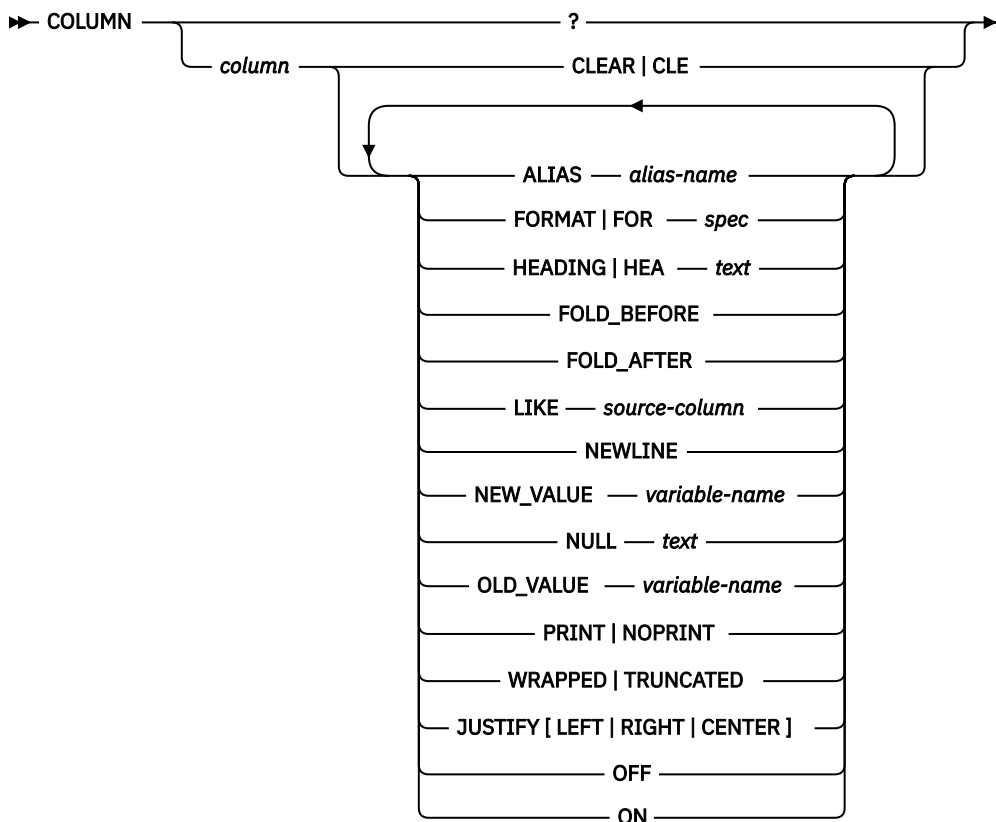 COLUMN ?
column CLEAR | CLE
ALIAS alias-name
FORMAT | FOR spec
HEADING | HEA text
FOLD_BEFORE
FOLD_AFTER
LIKE source-column
NEWLINE
NEW_VALUE variable-name
NULL text
OLD_VALUE variable-name
PRINT | NOPRINT
WRAPPED | TRUNCATED
JUSTIFY [ LEFT | RIGHT | CENTER ]
OFF
ON